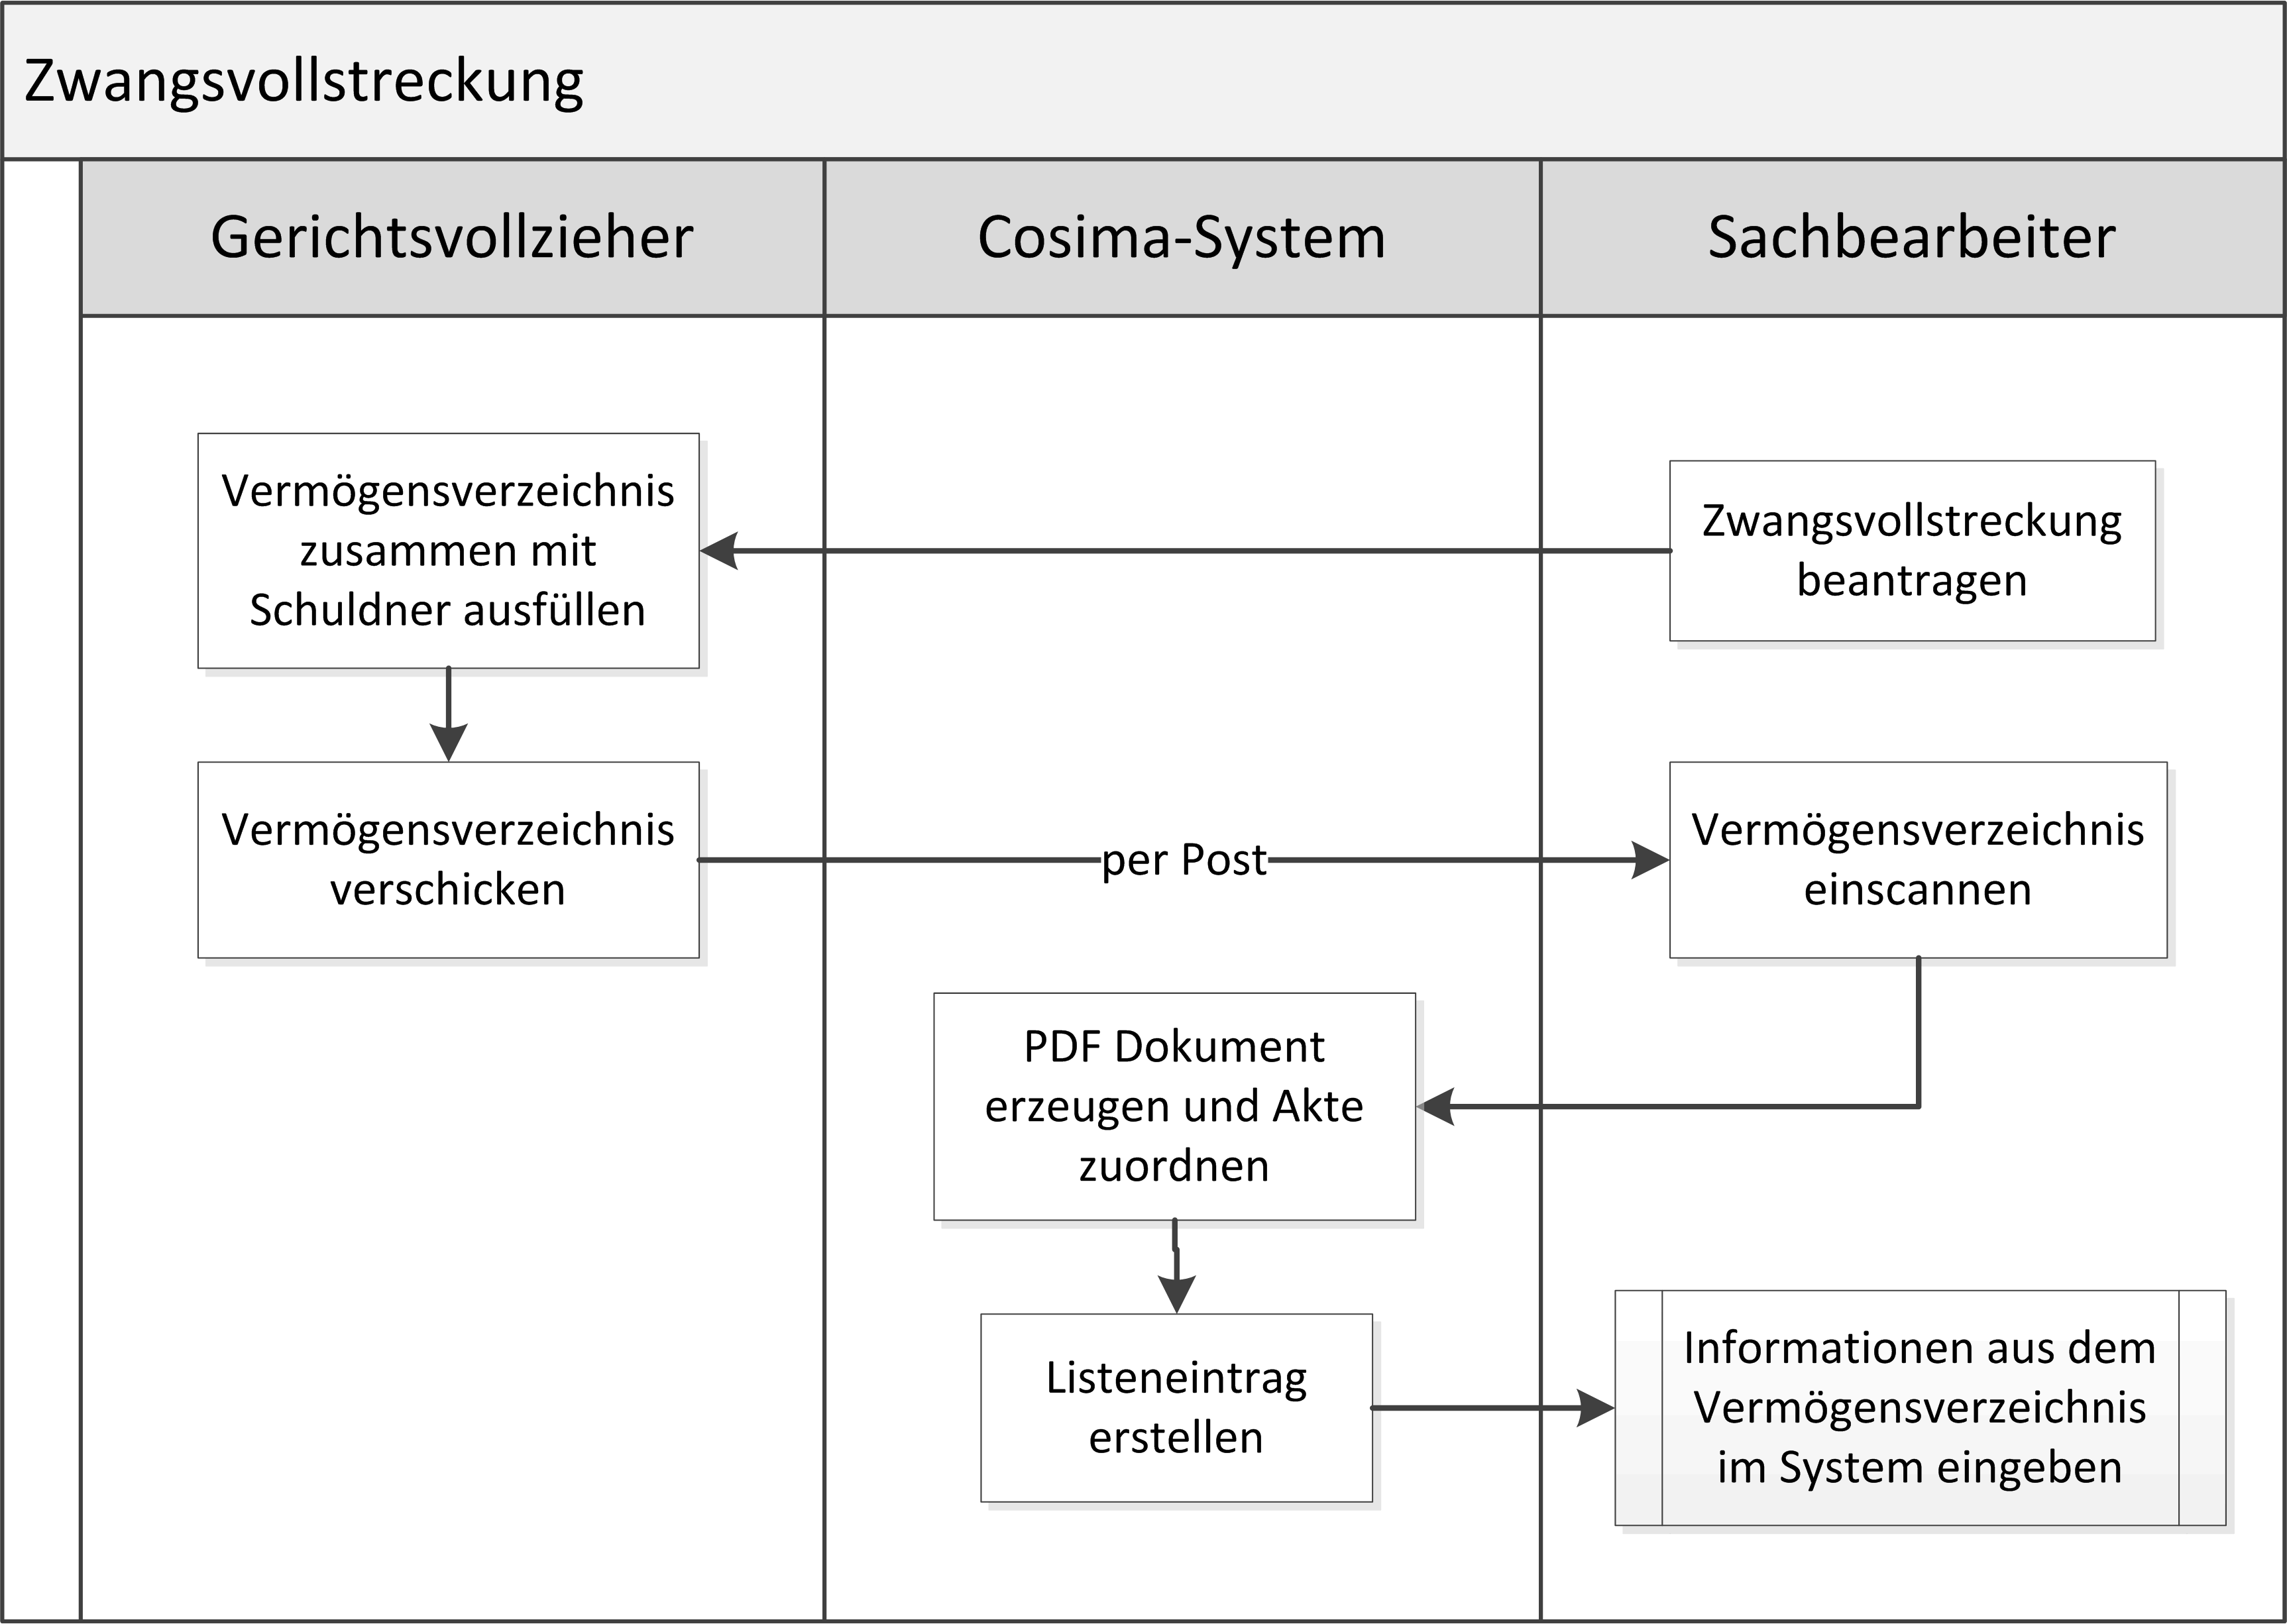 Zwangsvollstreckung
Gerichtsvollzieher
Cosima-System
Sachbearbeiter
Vermögensverzeichnis
zusammen mit
Schuldner ausfüllen
Zwangsvollstreckung
beantragen
Vermögensverzeichnis
verschicken
per Post
Vermögensverzeichnis
einscannen
PDF Dokument
erzeugen und Akte
zuordnen
Listeneintrag
erstellen
Informationen aus dem
Vermögensverzeichnis
im System eingeben